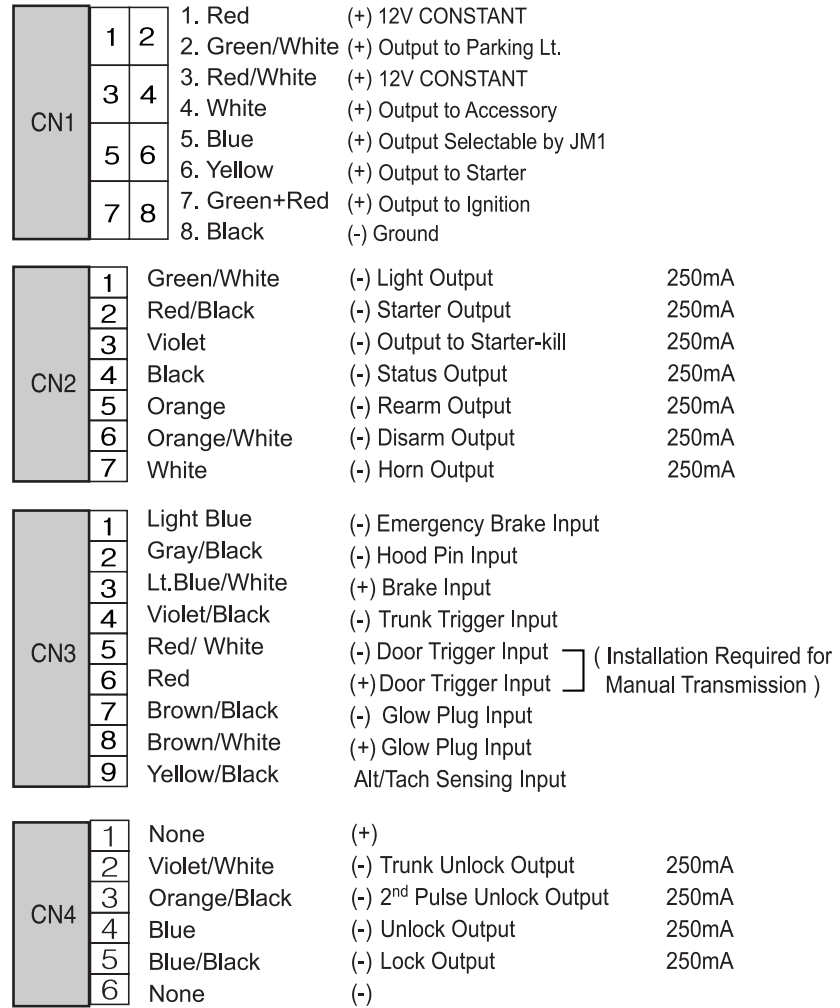 CN1
1 2
3 4
5 6
7 8
1. Red (+) 12V CONSTANT
2. Green/White (+) Output to Parking Lt.
3. Red/White (+) 12V CONSTANT
4. White (+) Output to Accessory
5. Blue (+) Output Selectable by JM1
6. Yellow (+) Output to Starter
7. Green+Red (+) Output to Ignition
8. Black (-) Ground
CN2
1 Green/White (-) Light Output 250mA
2 Red/Black (-) Starter Output 250mA
3 Violet (-) Output to Starter-kill 250mA
4 Black (-) Status Output 250mA
5 Orange (-) Rearm Output 250mA
6 Orange/White (-) Disarm Output 250mA
7 White (-) Horn Output 250mA
CN3
1 Light Blue (-) Emergency Brake Input
2 Gray/Black (-) Hood Pin Input
3 Lt.Blue/White (+) Brake Input
4 Violet/Black (-) Trunk Trigger Input
5 Red/ White (-) Door Trigger Input
6 Red (+) Door Trigger Input
( Installation Required for
Manual Transmission )
7 Brown/Black (-) Glow Plug Input
8 Brown/White (+) Glow Plug Input
9 Yellow/Black Alt/Tach Sensing Input
CN4
1 None (+)
2 Violet/White (-) Trunk Unlock Output 250mA
3 Orange/Black (-) 2nd Pulse Unlock Output 250mA
4 Blue (-) Unlock Output 250mA
5 Blue/Black (-) Lock Output 250mA
6 None (-)